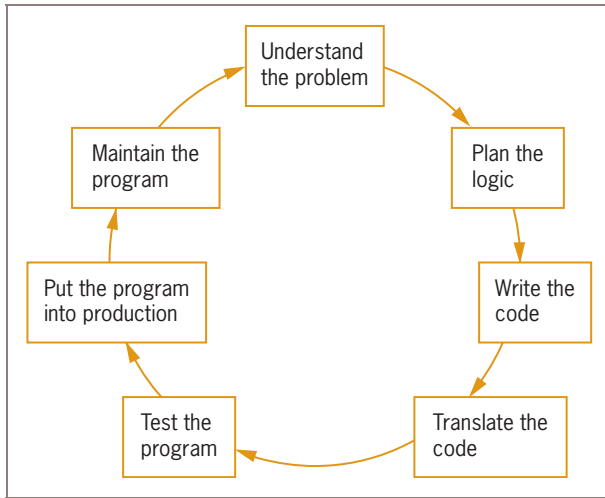 Understand
the problem
Plan the
logic
Write the
code
Translate the
code
Test the
program
Put the program
into production
Maintain the
program